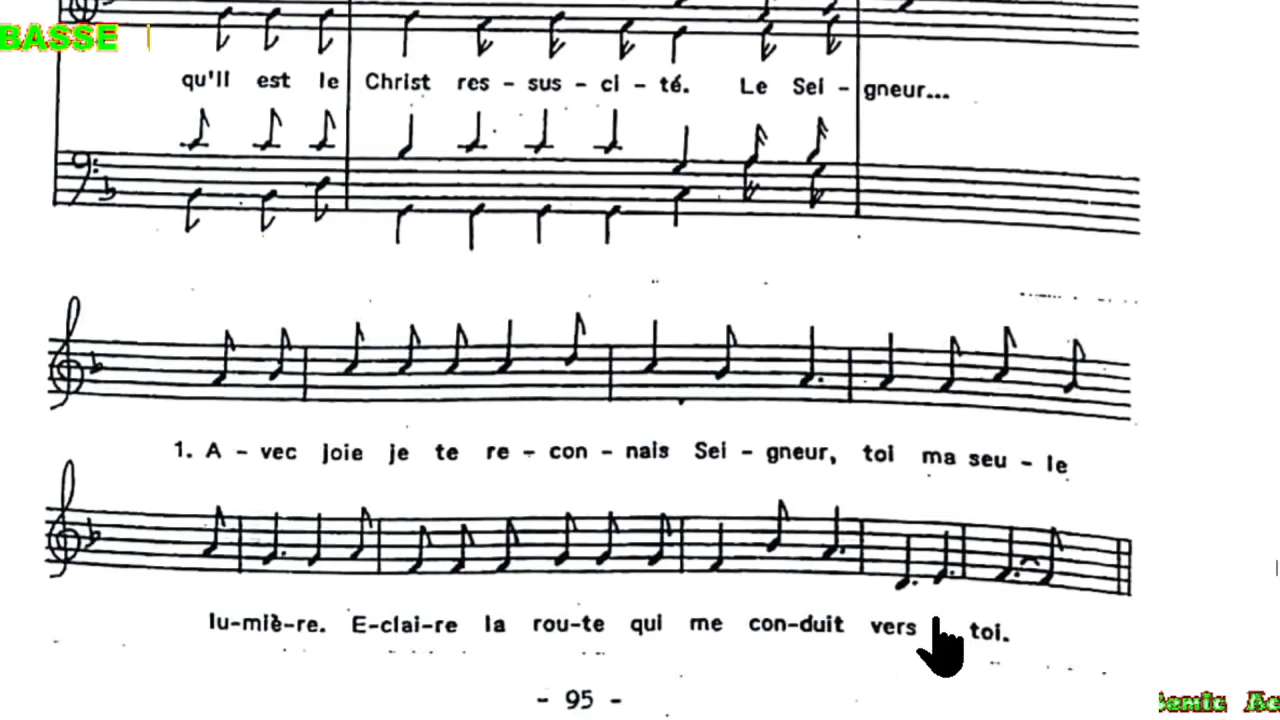 BASSE
qu'il est le Christ res - sus - ci - té. Le Sei - gneur...
1. A - vec joie je te re - con - nais Sei - gneur, toi ma seu - le
lu-miè-re. E-clai-re la rou-te qui me con-duit vers toi.
- 95 -